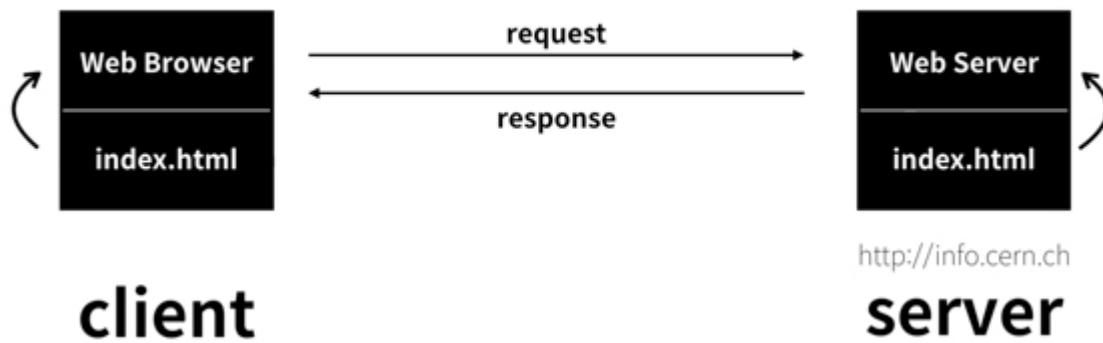 request
Web Browser
Web Server
response
index.html
index.html
http://info.cern.ch
client
server